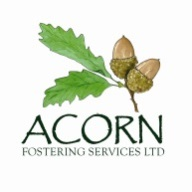 ACORN
FOSTERING SERVICES LTD